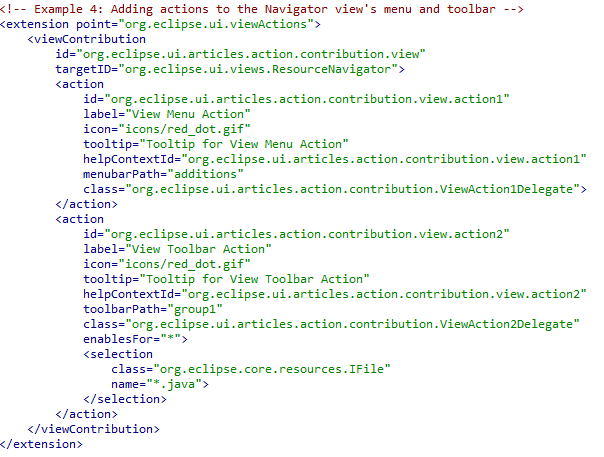 <!-- Example 4: Adding actions to the Navigator view's menu and toolbar -->
<extension point="org.eclipse.ui.viewActions">
    <viewContribution
        id="org.eclipse.ui.articles.action.contribution.view"
        targetID="org.eclipse.ui.views.ResourceNavigator">
        <action
            id="org.eclipse.ui.articles.action.contribution.view.action1"
            label="View Menu Action"
            icon="icons/red_dot.gif"
            tooltip="Tooltip for View Menu Action"
            helpContextId="org.eclipse.ui.articles.action.contribution.view.action1"
            menubarPath="additions"
            class="org.eclipse.ui.articles.action.contribution.ViewAction1Delegate">
        </action>
        <action
            id="org.eclipse.ui.articles.action.contribution.view.action2"
            label="View Toolbar Action"
            icon="icons/red_dot.gif"
            tooltip="Tooltip for View Toolbar Action"
            helpContextId="org.eclipse.ui.articles.action.contribution.view.action2"
            toolbarPath="group1"
            class="org.eclipse.ui.articles.action.contribution.ViewAction2Delegate"
            enablesFor="*">
            <selection
                class="org.eclipse.core.resources.IFile"
                name="*.java">
            </selection>
        </action>
    </viewContribution>
</extension>